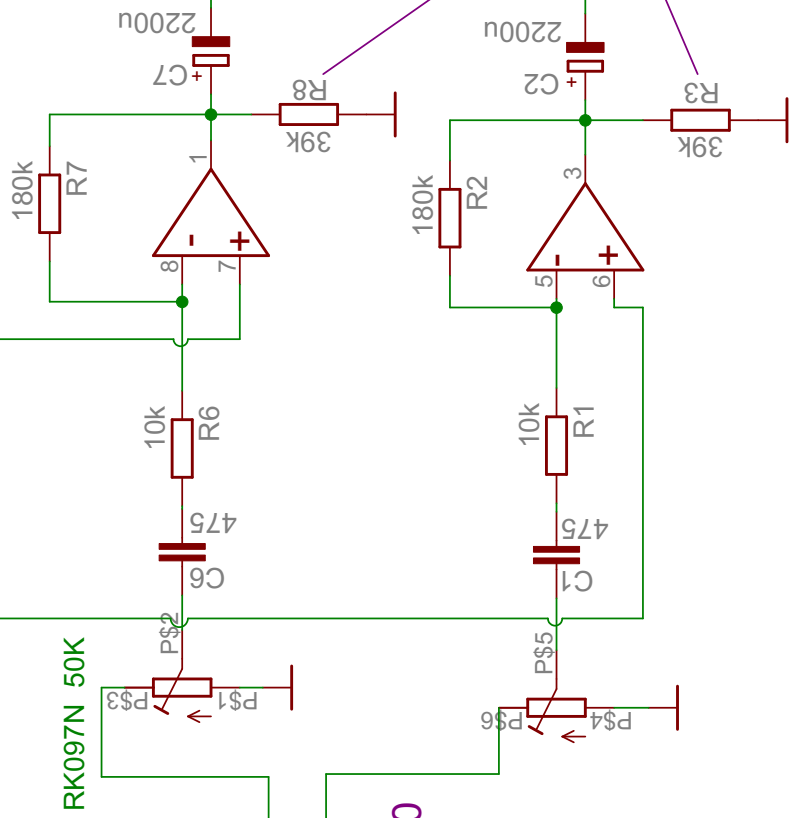 2200u
C7
+
R8
39k
1
180k
R7
-
+
8
7
10k
R6
475
C6
P$2
P$3
P$1
RK097N 50K
2200u
C2
+
R3
39k
3
180k
R2
-
+
5
6
10k
R1
475
C1
P$5
P$6
P$4